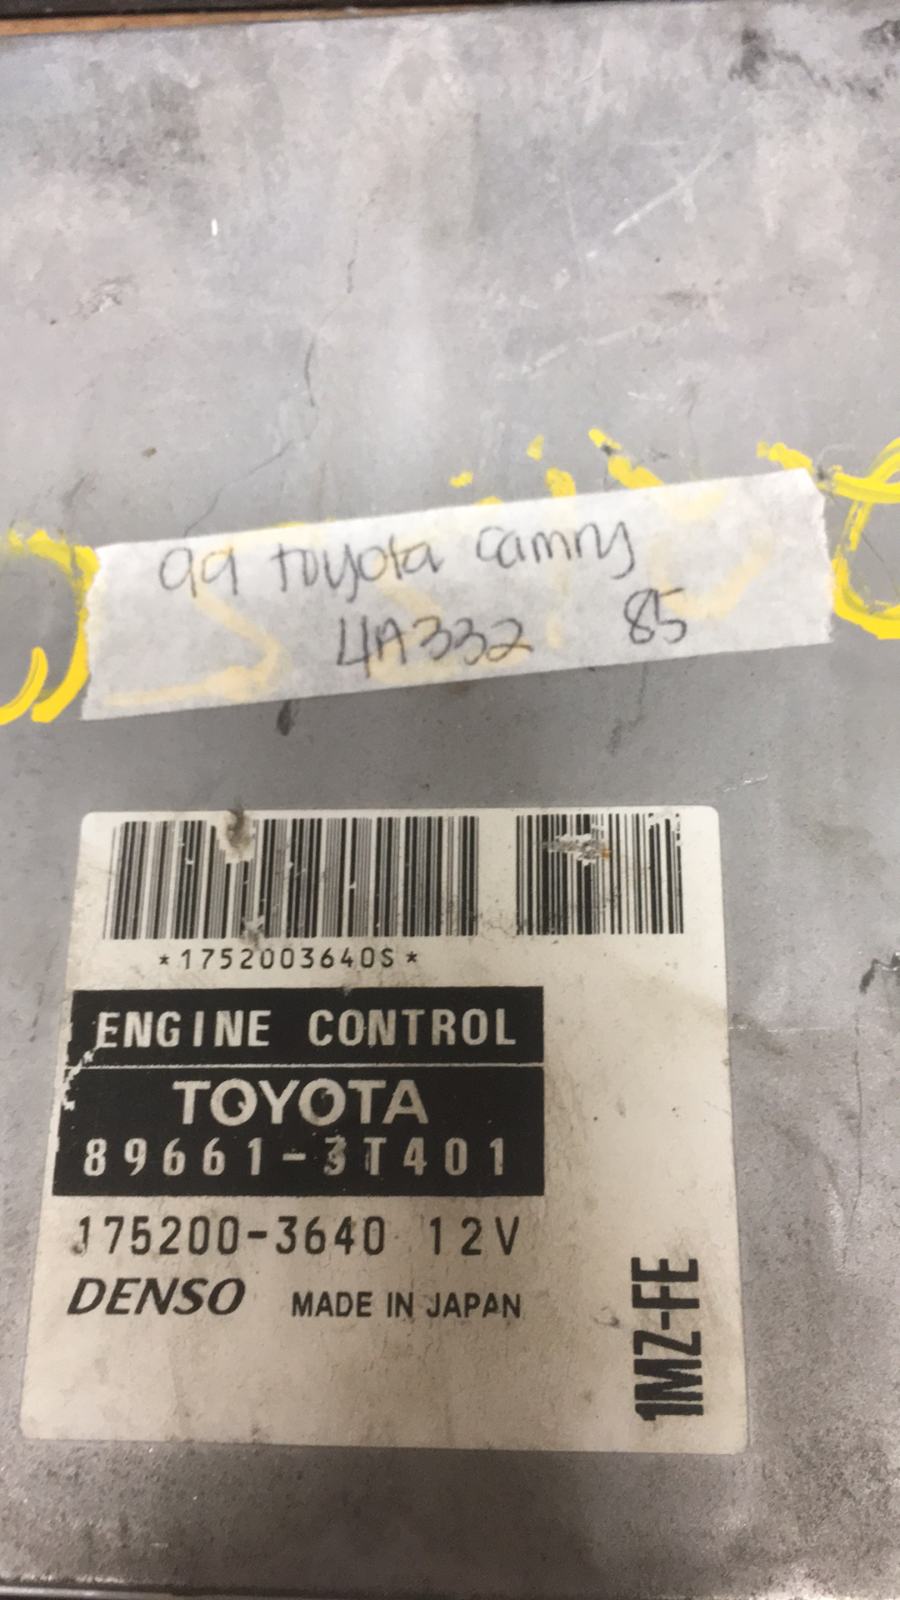 99 toyota camry
4A332 85
*1752003640S*
ENGINE CONTROL
TOYOTA
89661-3T401
175200-3640 12V
DENSO MADE IN JAPAN
1MZ-FE